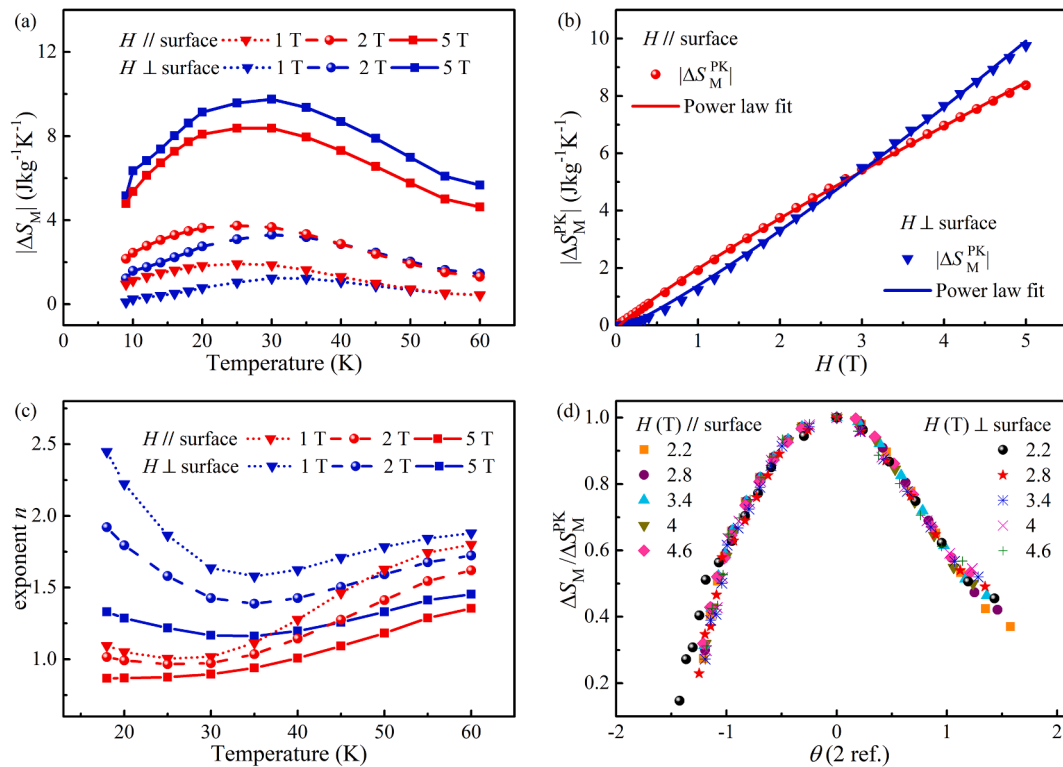 (a)
H // surface 1 T 2 T 5 T
H ⊥ surface 1 T 2 T 5 T
12
8
4
0
|ΔS_M| (Jkg⁻¹K⁻¹)
0 10 20 30 40 50 60
Temperature (K)
(b)
H // surface
|ΔS_M^PK|
Power law fit
H ⊥ surface
|ΔS_M^PK|
Power law fit
10
8
6
4
2
0
|ΔS_M^PK| (Jkg⁻¹K⁻¹)
0 1 2 3 4 5
H (T)
(c)
H // surface 1 T 2 T 5 T
H ⊥ surface 1 T 2 T 5 T
2.5
2.0
1.5
1.0
exponent n
20 30 40 50 60
Temperature (K)
(d)
H (T) // surface H (T) ⊥ surface
2.2 2.2
2.8 2.8
3.4 3.4
4 4
4.6 4.6
1.0
0.8
0.6
0.4
0.2
ΔS_M / ΔS_M^PK
-2 -1 0 1 2
θ (2 ref.)